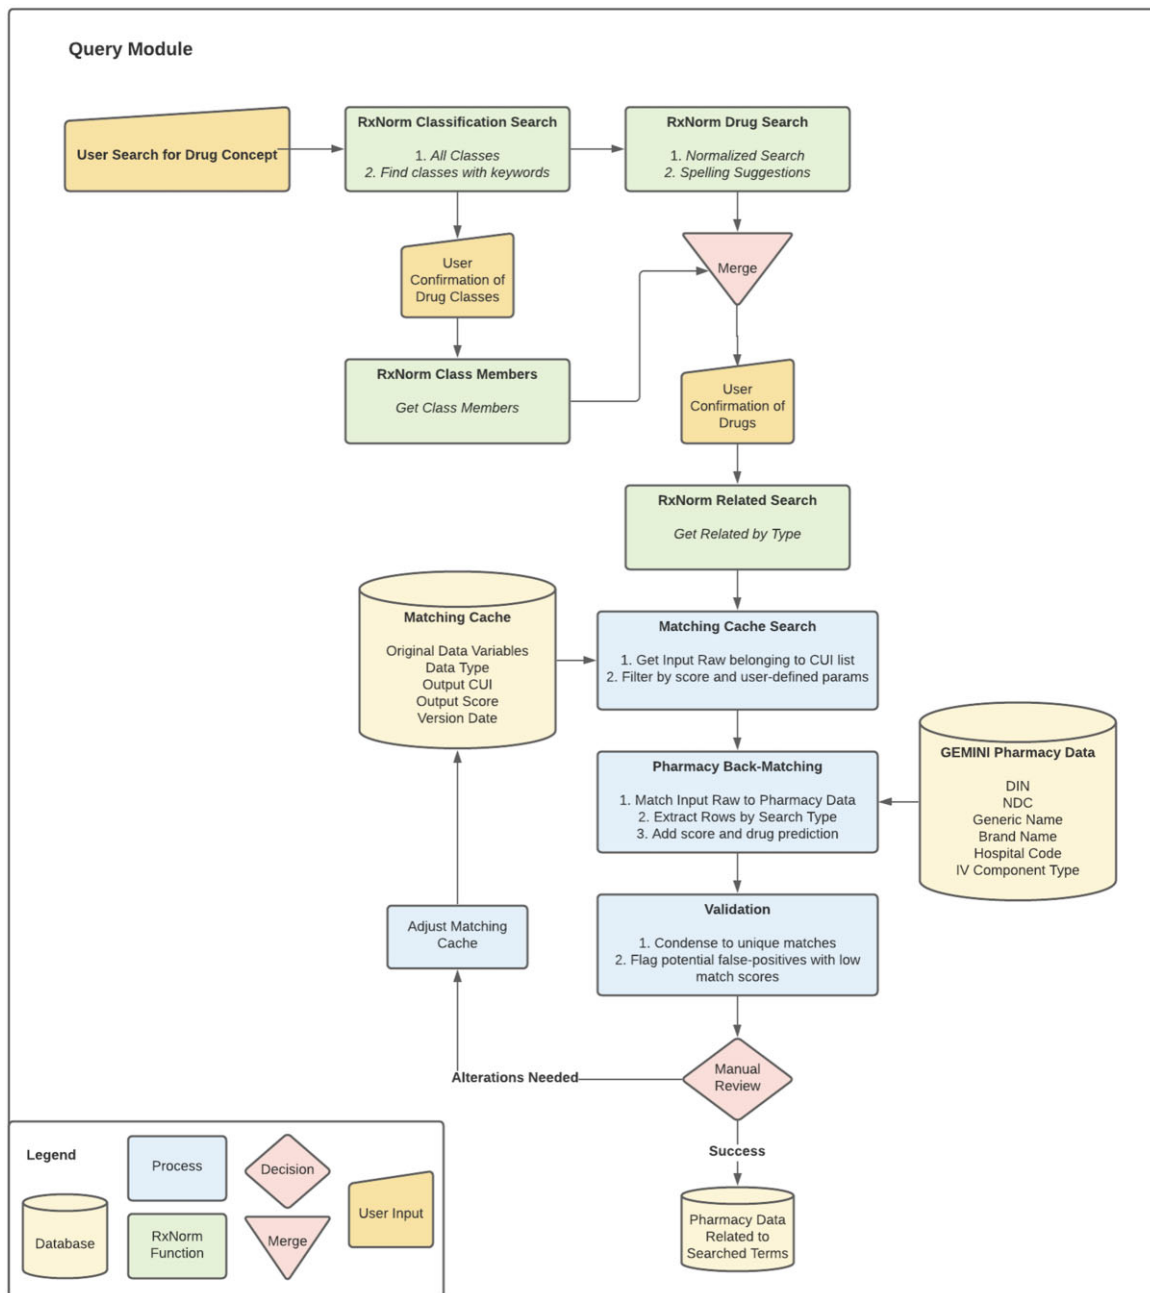 Query Module
User Search for Drug Concept
RxNorm Classification Search
1. All Classes
2. Find classes with keywords
RxNorm Drug Search
1. Normalized Search
2. Spelling Suggestions
User
Confirmation of
Drug Classes
Merge
RxNorm Class Members
Get Class Members
User
Confirmation of
Drugs
RxNorm Related Search
Get Related by Type
Matching Cache
Original Data Variables
Data Type
Output CUI
Output Score
Version Date
Matching Cache Search
1. Get Input Raw belonging to CUI list
2. Filter by score and user-defined params
Pharmacy Back-Matching
1. Match Input Raw to Pharmacy Data
2. Extract Rows by Search Type
3. Add score and drug prediction
GEMINI Pharmacy Data
DIN
NDC
Generic Name
Brand Name
Hospital Code
IV Component Type
Validation
1. Condense to unique matches
2. Flag potential false-positives with low
match scores
Adjust Matching
Cache
Manual
Review
Alterations Needed
Success
Pharmacy Data
Related to
Searched Terms
Legend
Process
Decision
User Input
Database
RxNorm
Function
Merge